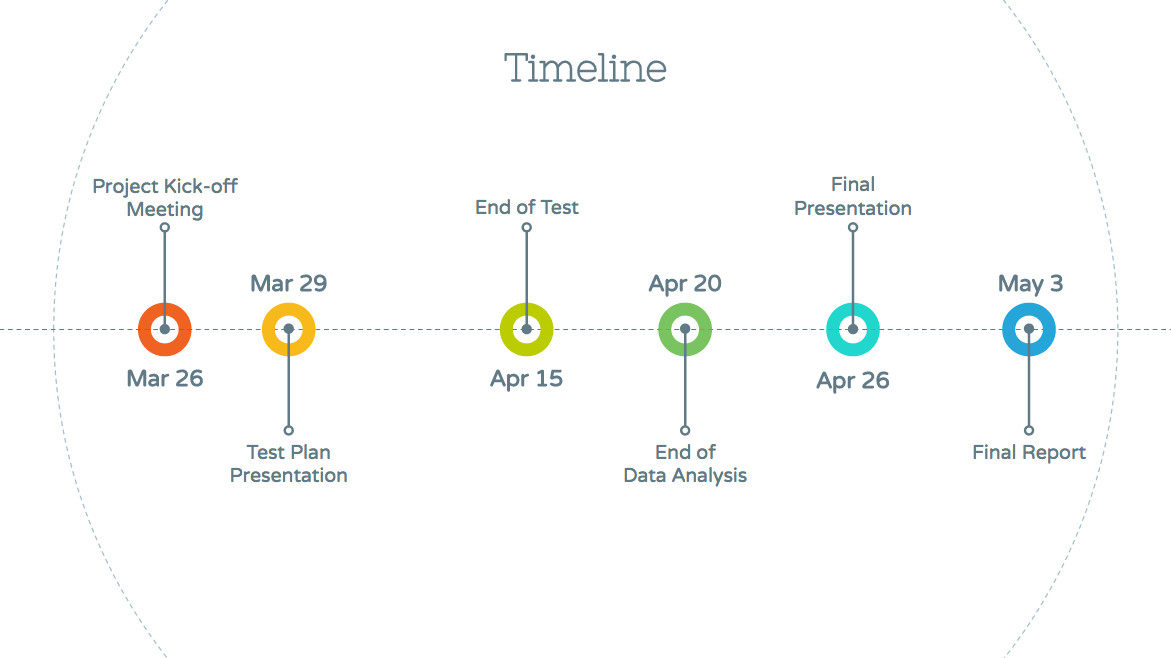 Timeline
Project Kick-off
Meeting
Mar 26
Mar 29
Test Plan
Presentation
End of Test
Apr 15
Apr 20
End of
Data Analysis
Final
Presentation
Apr 26
May 3
Final Report